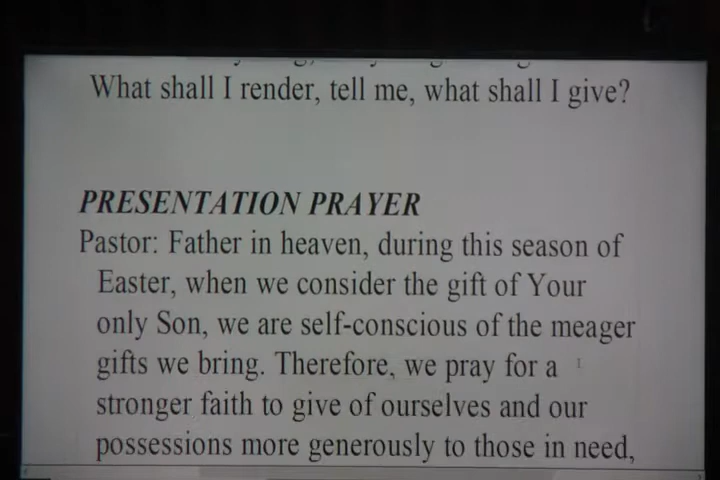 What shall I render, tell me, what shall I give?
PRESENTATION PRAYER
Pastor: Father in heaven, during this season of
Easter, when we consider the gift of Your
only Son, we are self-conscious of the meager
gifts we bring. Therefore, we pray for a
stronger faith to give of ourselves and our
possessions more generously to those in need,